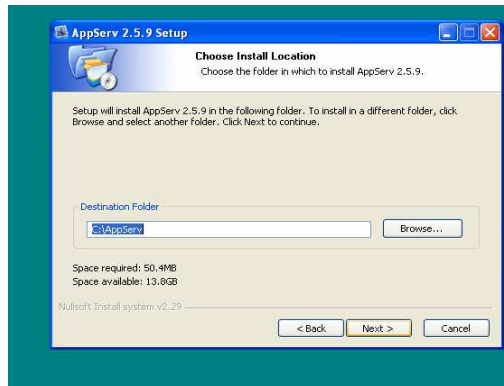 AppServ 2.5.9 Setup
Choose Install Location
Choose the folder in which to install AppServ 2.5.9.
Setup will install AppServ 2.5.9 in the following folder. To install in a different folder, click
Browse and select another folder. Click Next to continue.
Destination Folder
C:\AppServ
Browse...
Space required: 50.4MB
Space available: 13.8GB
Nullsoft Install system v2.29
< Back
Next >
Cancel